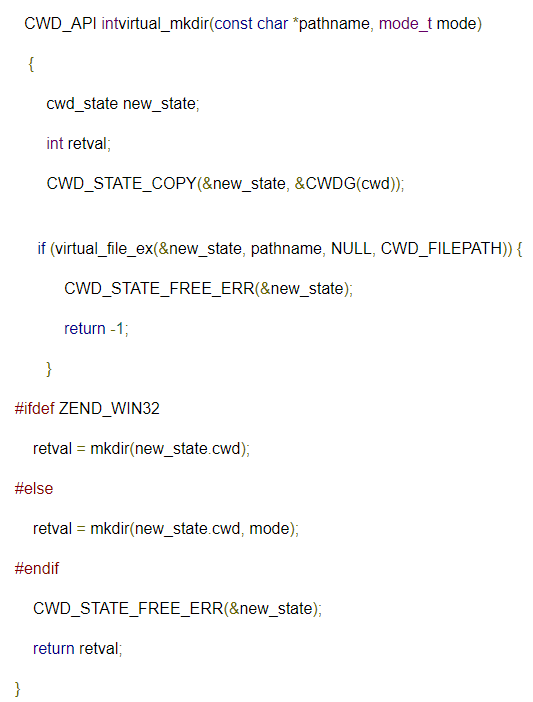 CWD_API intvirtual_mkdir(const char *pathname, mode_t mode)
{
cwd_state new_state;
int retval;
CWD_STATE_COPY(&new_state, &CWDG(cwd));
if (virtual_file_ex(&new_state, pathname, NULL, CWD_FILEPATH)) {
CWD_STATE_FREE_ERR(&new_state);
return -1;
}
#ifdef ZEND_WIN32
retval = mkdir(new_state.cwd);
#else
retval = mkdir(new_state.cwd, mode);
#endif
CWD_STATE_FREE_ERR(&new_state);
return retval;
}